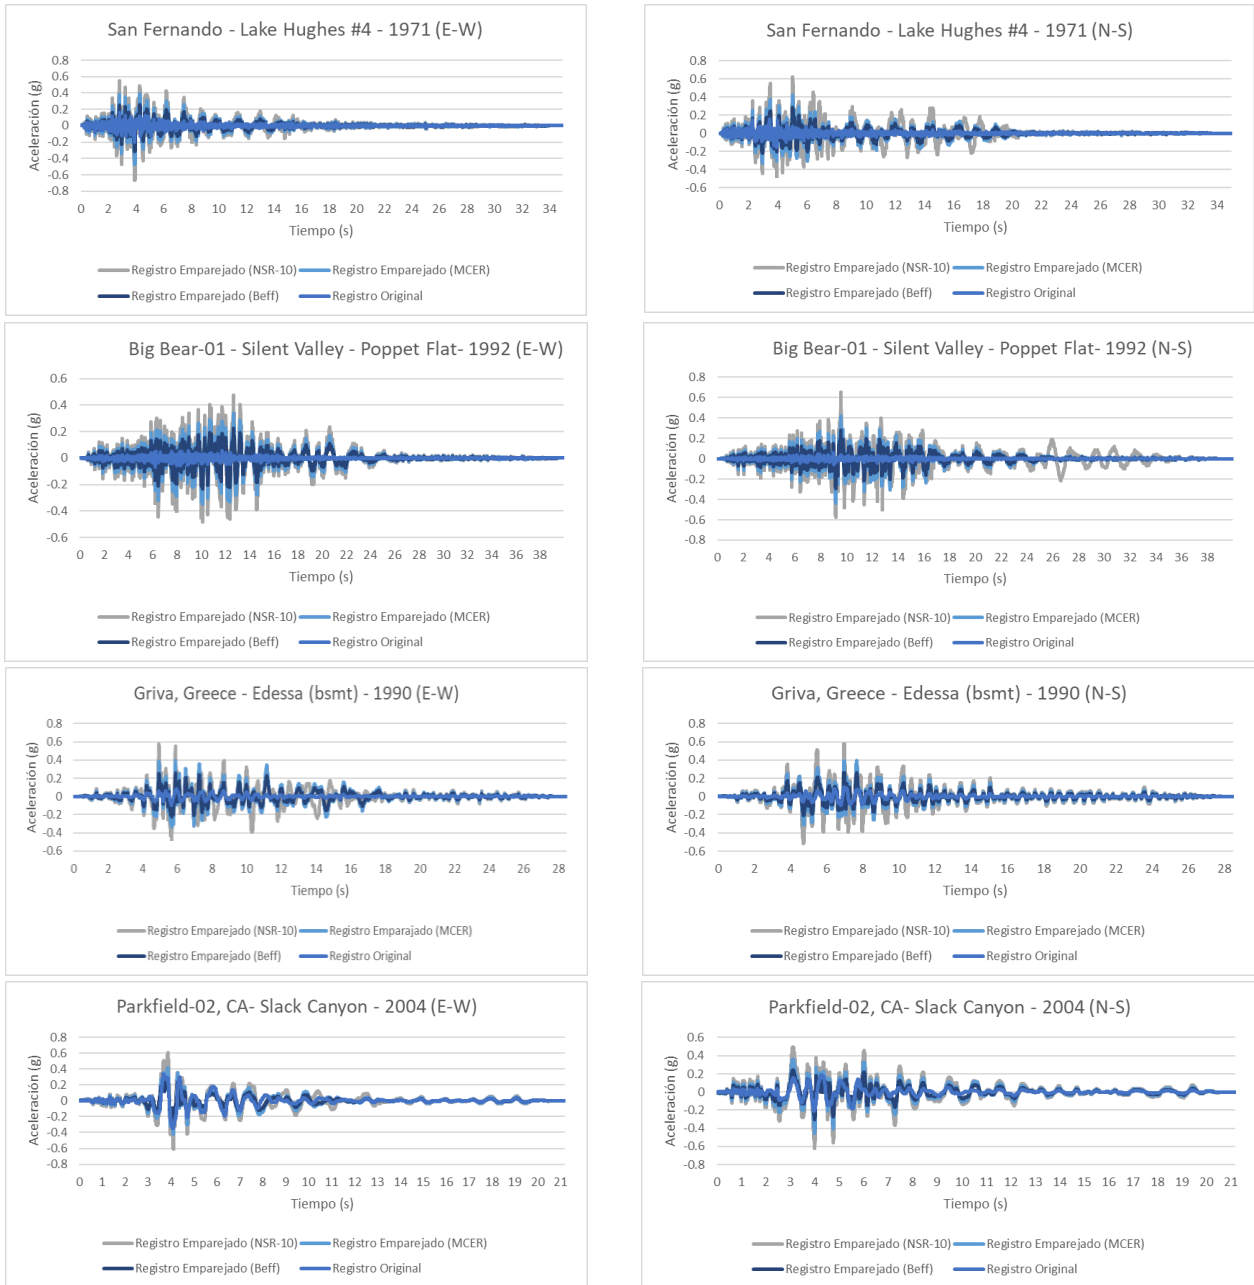 San Fernando - Lake Hughes #4 - 1971 (E-W)
Aceleración (g)
0.8
0.6
0.4
0.2
0
-0.2
-0.4
-0.6
-0.8
0 2 4 6 8 10 12 14 16 18 20 22 24 26 28 30 32 34
Tiempo (s)
Registro Emparejado (NSR-10) Registro Emparejado (MCER)
Registro Emparejado (Beff) Registro Original
San Fernando - Lake Hughes #4 - 1971 (N-S)
Aceleración (g)
0.8
0.6
0.4
0.2
0
-0.2
-0.4
-0.6
0 2 4 6 8 10 12 14 16 18 20 22 24 26 28 30 32 34
Tiempo (s)
Registro Emparejado (NSR-10) Registro Emparejado (MCER)
Registro Emparejado (Beff) Registro Original
Big Bear-01 - Silent Valley - Poppet Flat- 1992 (E-W)
Aceleración (g)
0.6
0.4
0.2
0
-0.2
-0.4
-0.6
0 2 4 6 8 10 12 14 16 18 20 22 24 26 28 30 32 34 36 38
Tiempo (s)
Registro Emparejado (NSR-10) Registro Emparejado (MCER)
Registro Emparejado (Beff) Registro Original
Big Bear-01 - Silent Valley - Poppet Flat- 1992 (N-S)
Aceleración (g)
0.8
0.6
0.4
0.2
0
-0.2
-0.4
-0.6
-0.8
0 2 4 6 8 10 12 14 16 18 20 22 24 26 28 30 32 34 36 38
Tiempo (s)
Registro Emparejado (NSR-10) Registro Emparejado (MCER)
Registro Emparejado (Beff) Registro Original
Griva, Greece - Edessa (bsmt) - 1990 (E-W)
Aceleración (g)
0.8
0.6
0.4
0.2
0
-0.2
-0.4
-0.6
0 2 4 6 8 10 12 14 16 18 20 22 24 26 28
Tiempo (s)
Registro Emparejado (NSR-10) Registro Emparajado (MCER)
Registro Emparejado (Beff) Registro Original
Griva, Greece - Edessa (bsmt) - 1990 (N-S)
Aceleración (g)
0.8
0.6
0.4
0.2
0
-0.2
-0.4
-0.6
0 2 4 6 8 10 12 14 16 18 20 22 24 26 28
Tiempo (s)
Registro Emparejado (NSR-10) Registro Emparejado (MCER)
Registro Emparejado (Beff) Registro Original
Parkfield-02, CA- Slack Canyon - 2004 (E-W)
Aceleración (g)
0.8
0.6
0.4
0.2
0
-0.2
-0.4
-0.6
-0.8
0 1 2 3 4 5 6 7 8 9 10 11 12 13 14 15 16 17 18 19 20 21
Tiempo (s)
Registro Emparejado (NSR-10) Registro Emparejado (MCER)
Registro Emparejado (Beff) Registro Original
Parkfield-02, CA- Slack Canyon - 2004 (N-S)
Aceleración (g)
0.6
0.4
0.2
0
-0.2
-0.4
-0.6
-0.8
0 1 2 3 4 5 6 7 8 9 10 11 12 13 14 15 16 17 18 19 20 21
Tiempo (s)
Registro Emparejado (NSR-10) Registro Emparejado (MCER)
Registro Emparejado (Beff) Registro Original